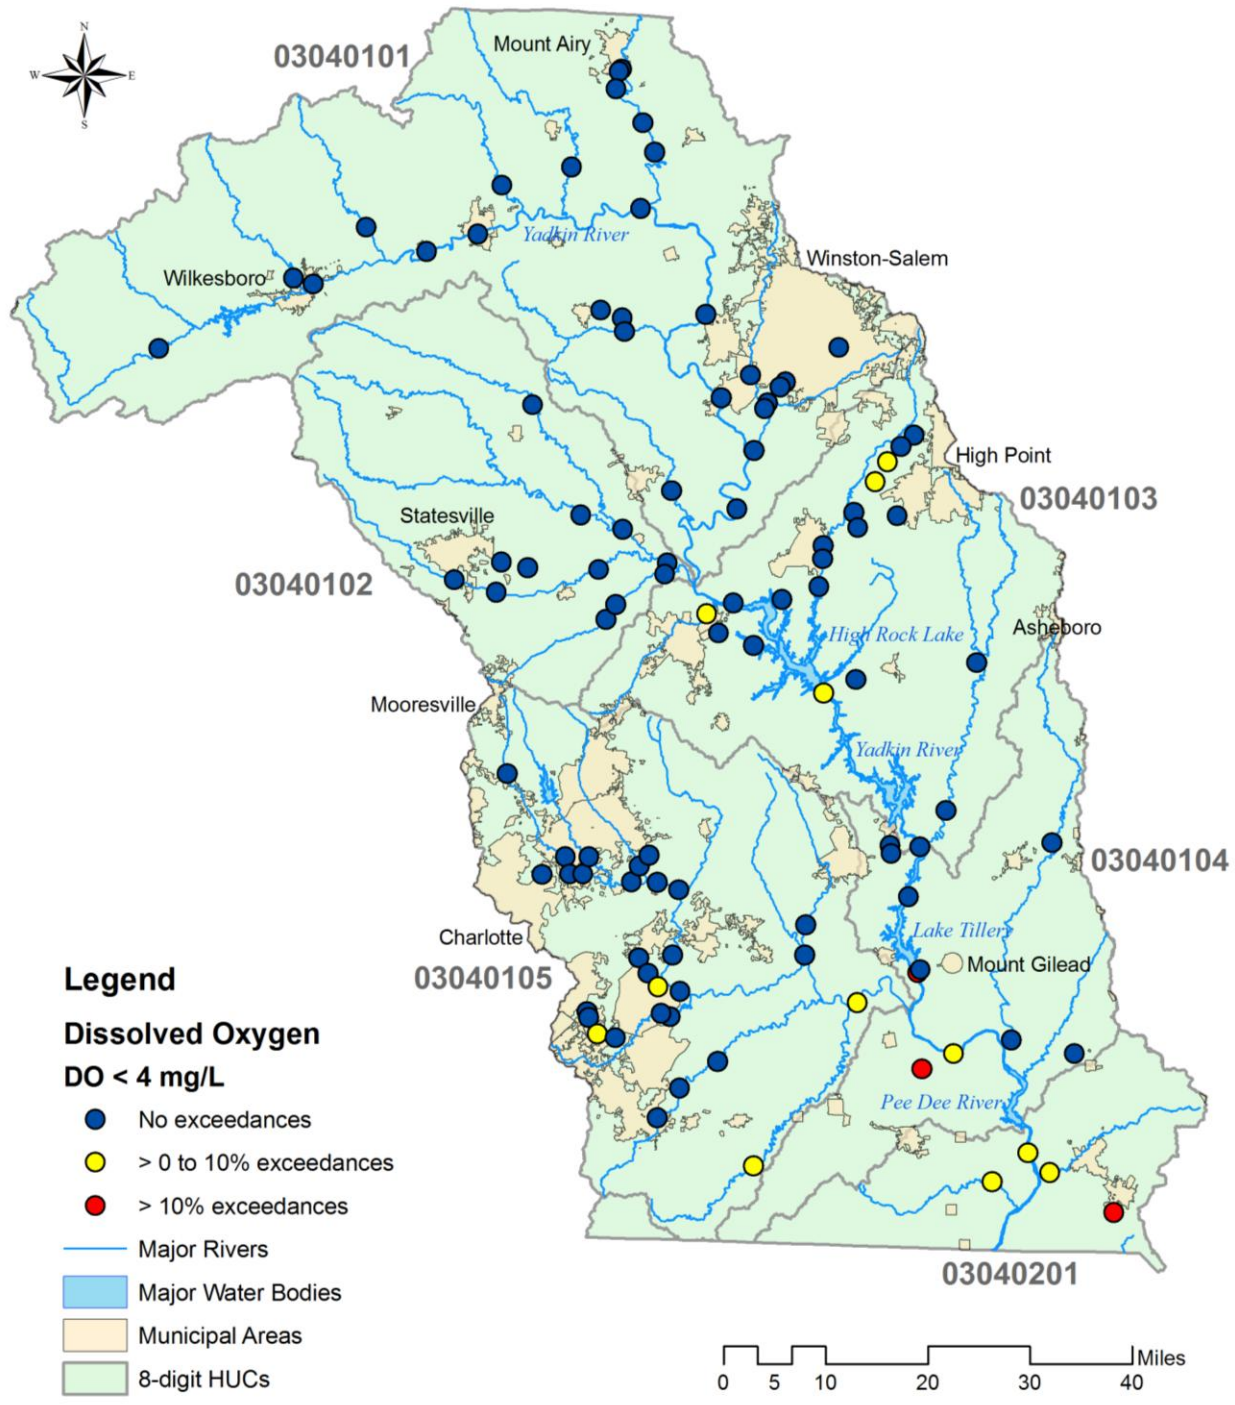 N
W
E
S
03040101
Mount Airy
Yadkin River
Wilkesboro
Winston-Salem
High Point
03040103
Statesville
03040102
High Rock Lake
Asheboro
Mooresville
Yadkin River
03040104
Charlotte
Lake Tillery
Mount Gilead
03040105
Pee Dee River
03040201
Legend
Dissolved Oxygen
DO < 4 mg/L
No exceedances
> 0 to 10% exceedances
> 10% exceedances
Major Rivers
Major Water Bodies
Municipal Areas
8-digit HUCs
Miles
0 5 10 20 30 40